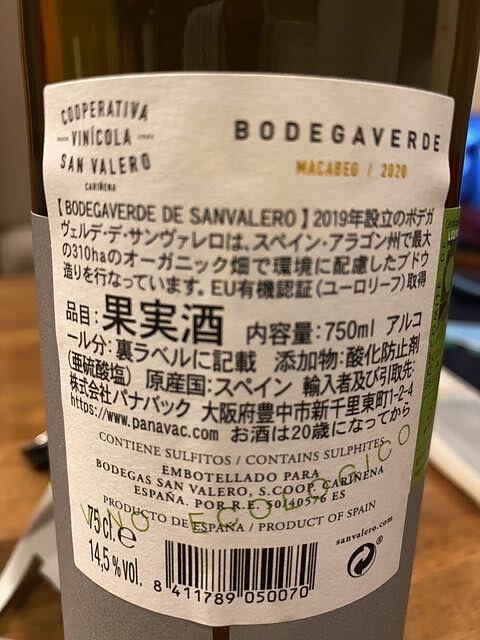 COOPERATIVA
VINÍCOLA
SAN VALERO
CARIÑENA
BODEGAVERDE
MACABEO / 2020
【BODEGAVERDE DE SANVALERO】2019年設立のボデガ
ヴェルデ・デ・サンヴァレロは、スペイン・アラゴン州で最大
の310haのオーガニック畑で環境に配慮したブドウ
造りを行なっています。EU有機認証(ユーロリーフ)取得
品目:果実酒 内容量:750ml アルコ
ール分:裏ラベルに記載 添加物:酸化防止剤
(亜硫酸塩) 原産国:スペイン 輸入者及び引取先:
株式会社パナバック 大阪府豊中市新千里東町1-2-4
https://www.panavac.com お酒は20歳になってから
CONTIENE SULFITOS / CONTAINS SULPHITES
EMBOTELLADO PARA
BODEGAS SAN VALERO, S.COOP. CARIÑENA
ESPAÑA. POR R.E. 5040576 ES
VINO ECOLÓGICO
PRODUCTO DE ESPAÑA / PRODUCT OF SPAIN
75 cl. e
14,5 % vol.
8 411789 050070
sanvalero.com